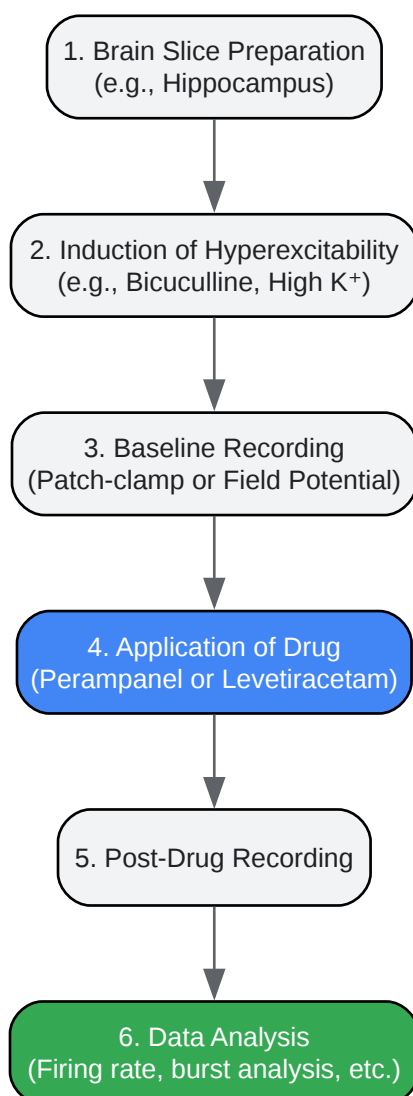 1. Brain Slice Preparation
(e.g., Hippocampus)
2. Induction of Hyperexcitability
(e.g., Bicuculline, High K⁺)
3. Baseline Recording
(Patch-clamp or Field Potential)
4. Application of Drug
(Perampanel or Levetiracetam)
5. Post-Drug Recording
6. Data Analysis
(Firing rate, burst analysis, etc.)